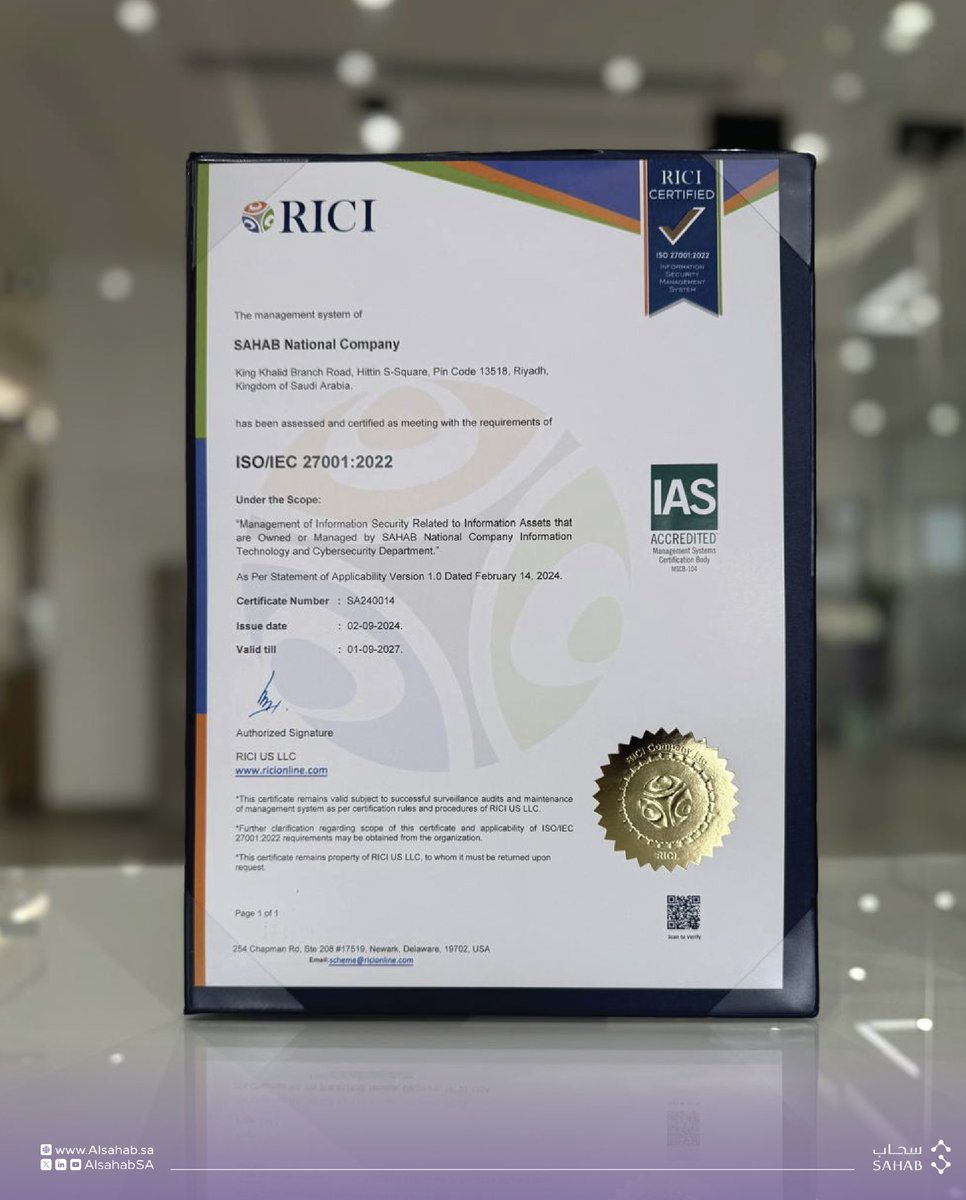 RICI
RICI
CERTIFIED
ISO 27001:2022
INFORMATION
SECURITY
MANAGEMENT
SYSTEM
The management system of
SAHAB National Company
King Khalid Branch Road, Hittin S-Square, Pin Code 13518, Riyadh,
Kingdom of Saudi Arabia.
has been assessed and certified as meeting with the requirements of
ISO/IEC 27001:2022
Under the Scope:
"Management of Information Security Related to Information Assets that
are Owned or Managed by SAHAB National Company Information
Technology and Cybersecurity Department."
As Per Statement of Applicability Version 1.0 Dated February 14, 2024.
Certificate Number : SA240014
Issue date : 02-09-2024.
Valid till : 01-09-2027.
IAS
ACCREDITED
Management Systems
Certification Body
MSCB-104
Authorized Signature
RICI US LLC
www.ricionline.com
*This certificate remains valid subject to successful surveillance audits and maintenance
of management system as per certification rules and procedures of RICI US LLC.
*Further clarification regarding scope of this certificate and applicability of ISO/IEC
27001:2022 requirements may be obtained from the organization.
*This certificate remains property of RICI US LLC, to whom it must be returned upon
request.
RICI Company
RICI
Scan to Verify
Page 1 of 1
254 Chapman Rd, Ste 208 #17519, Newark, Delaware, 19702, USA
Email:scheme@ricionline.com
www.Alsahab.sa
AlsahabSA
سحاب
SAHAB